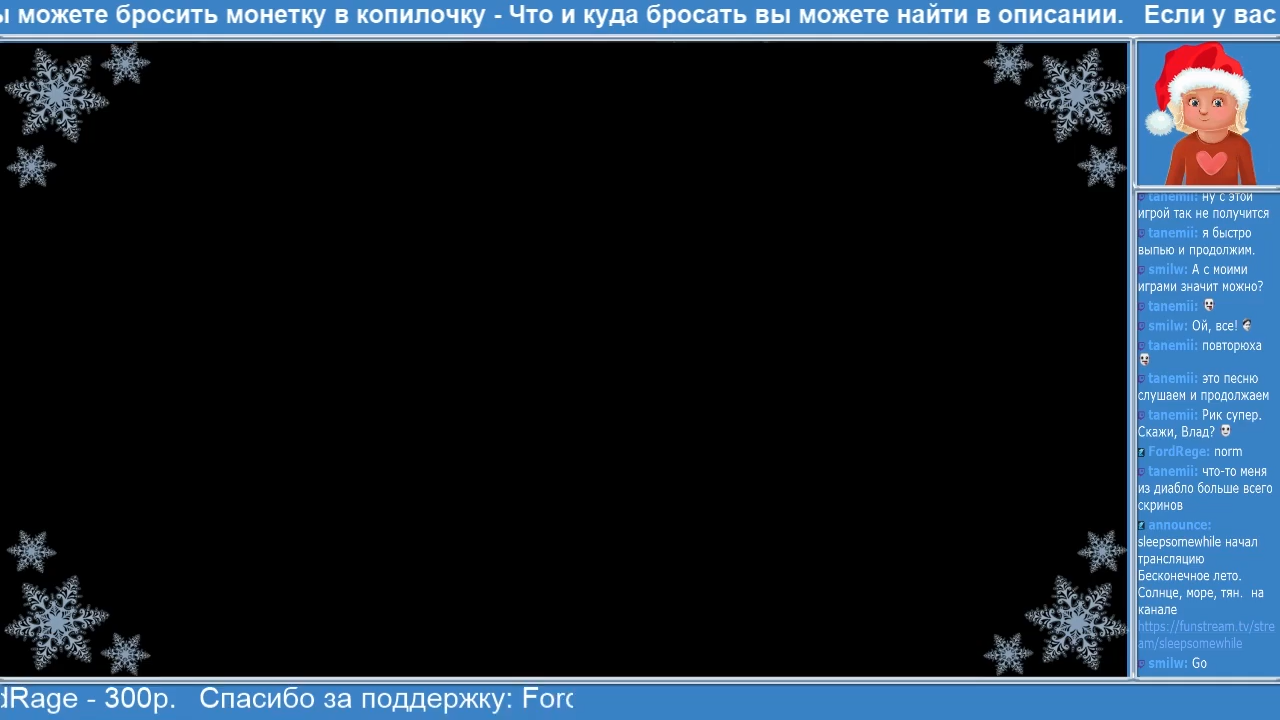 можете бросить монетку в копилочку - Что и куда бросать вы можете найти в описании. Если у вас
tanemii: ну с этой
игрой так не получится
tanemii: я быстро
выпью и продолжим.
smilw: А с моими
играми значит можно?
tanemii:
smilw: Ой, все!
tanemii: повторюха
tanemii: это песню
слушаем и продолжаем
tanemii: Рик супер.
Скажи, Влад?
FordRege: norm
tanemii: что-то меня
из диабло больше всего
скринов
announce:
sleepsomewhile начал
трансляцию
Бесконечное лето.
Солнце, море, тян. на
канале
https://funstream.tv/stre
am/sleepsomewhile
smilw: Go
dRage - 300р. Спасибо за поддержку: Ford